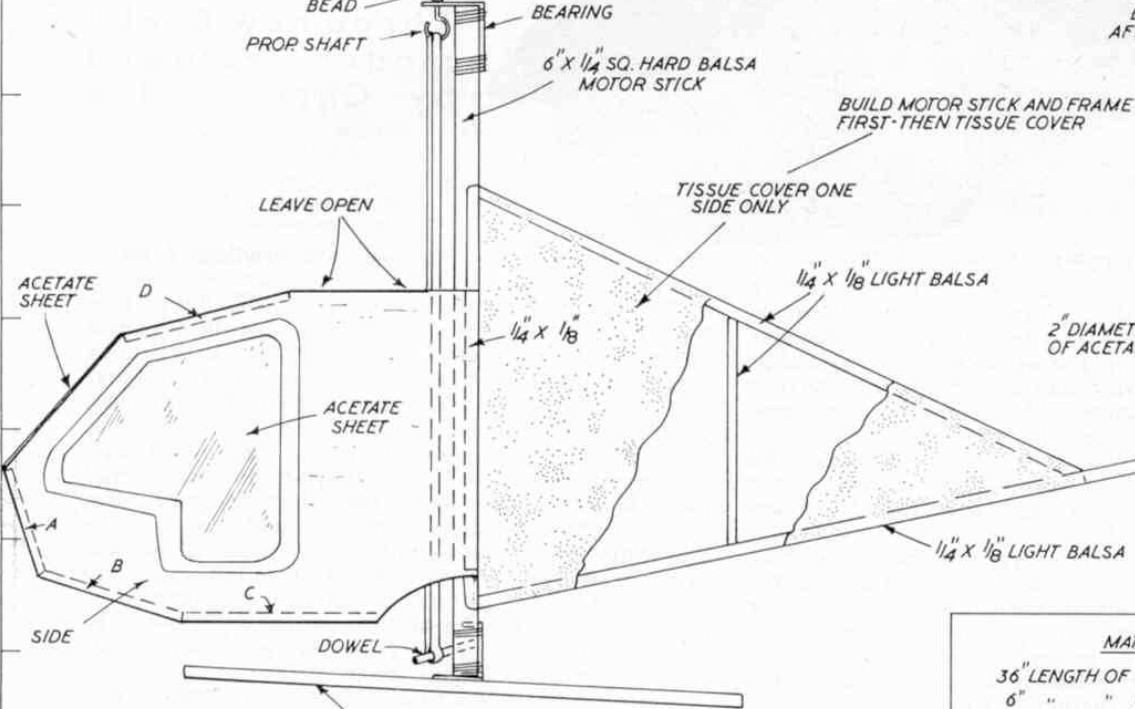 BEAD
BEARING
PROP. SHAFT
6" X 1/4" SQ. HARD BALSA
MOTOR STICK
AF
BUILD MOTOR STICK AND FRAME
FIRST-THEN TISSUE COVER
TISSUE COVER ONE
SIDE ONLY
LEAVE OPEN
ACETATE
SHEET
D
1/4" X 1/8" LIGHT BALSA
1/4" X 1/8"
2" DIAMET
OF ACETA
ACETATE
SHEET
A
B
C
1/4" X 1/8" LIGHT BALSA
SIDE
DOWEL
MA
36" LENGTH OF
6" " "